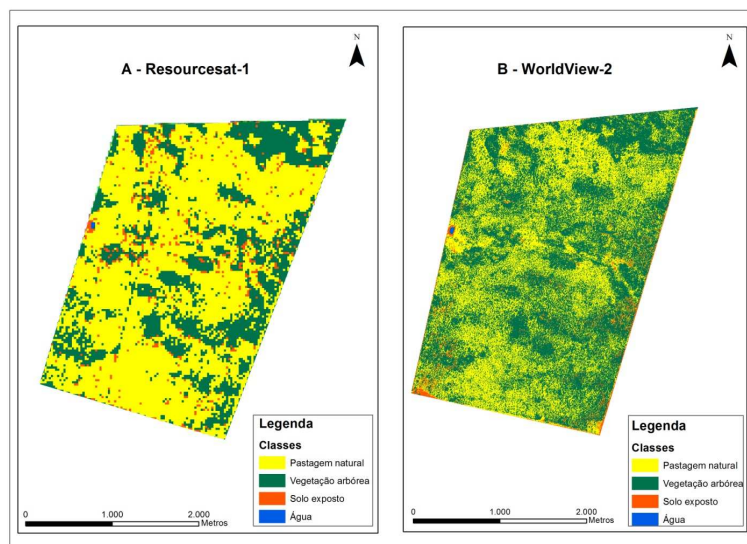 N
A - Resourcesat-1
Legenda
Classes
Pastagem natural
Vegetação arbórea
Solo exposto
Água
0 1.000 2.000
Metros
N
B - WorldView-2
Legenda
Classes
Pastagem natural
Vegetação arbórea
Solo exposto
Água
0 1.000 2.000
Metros